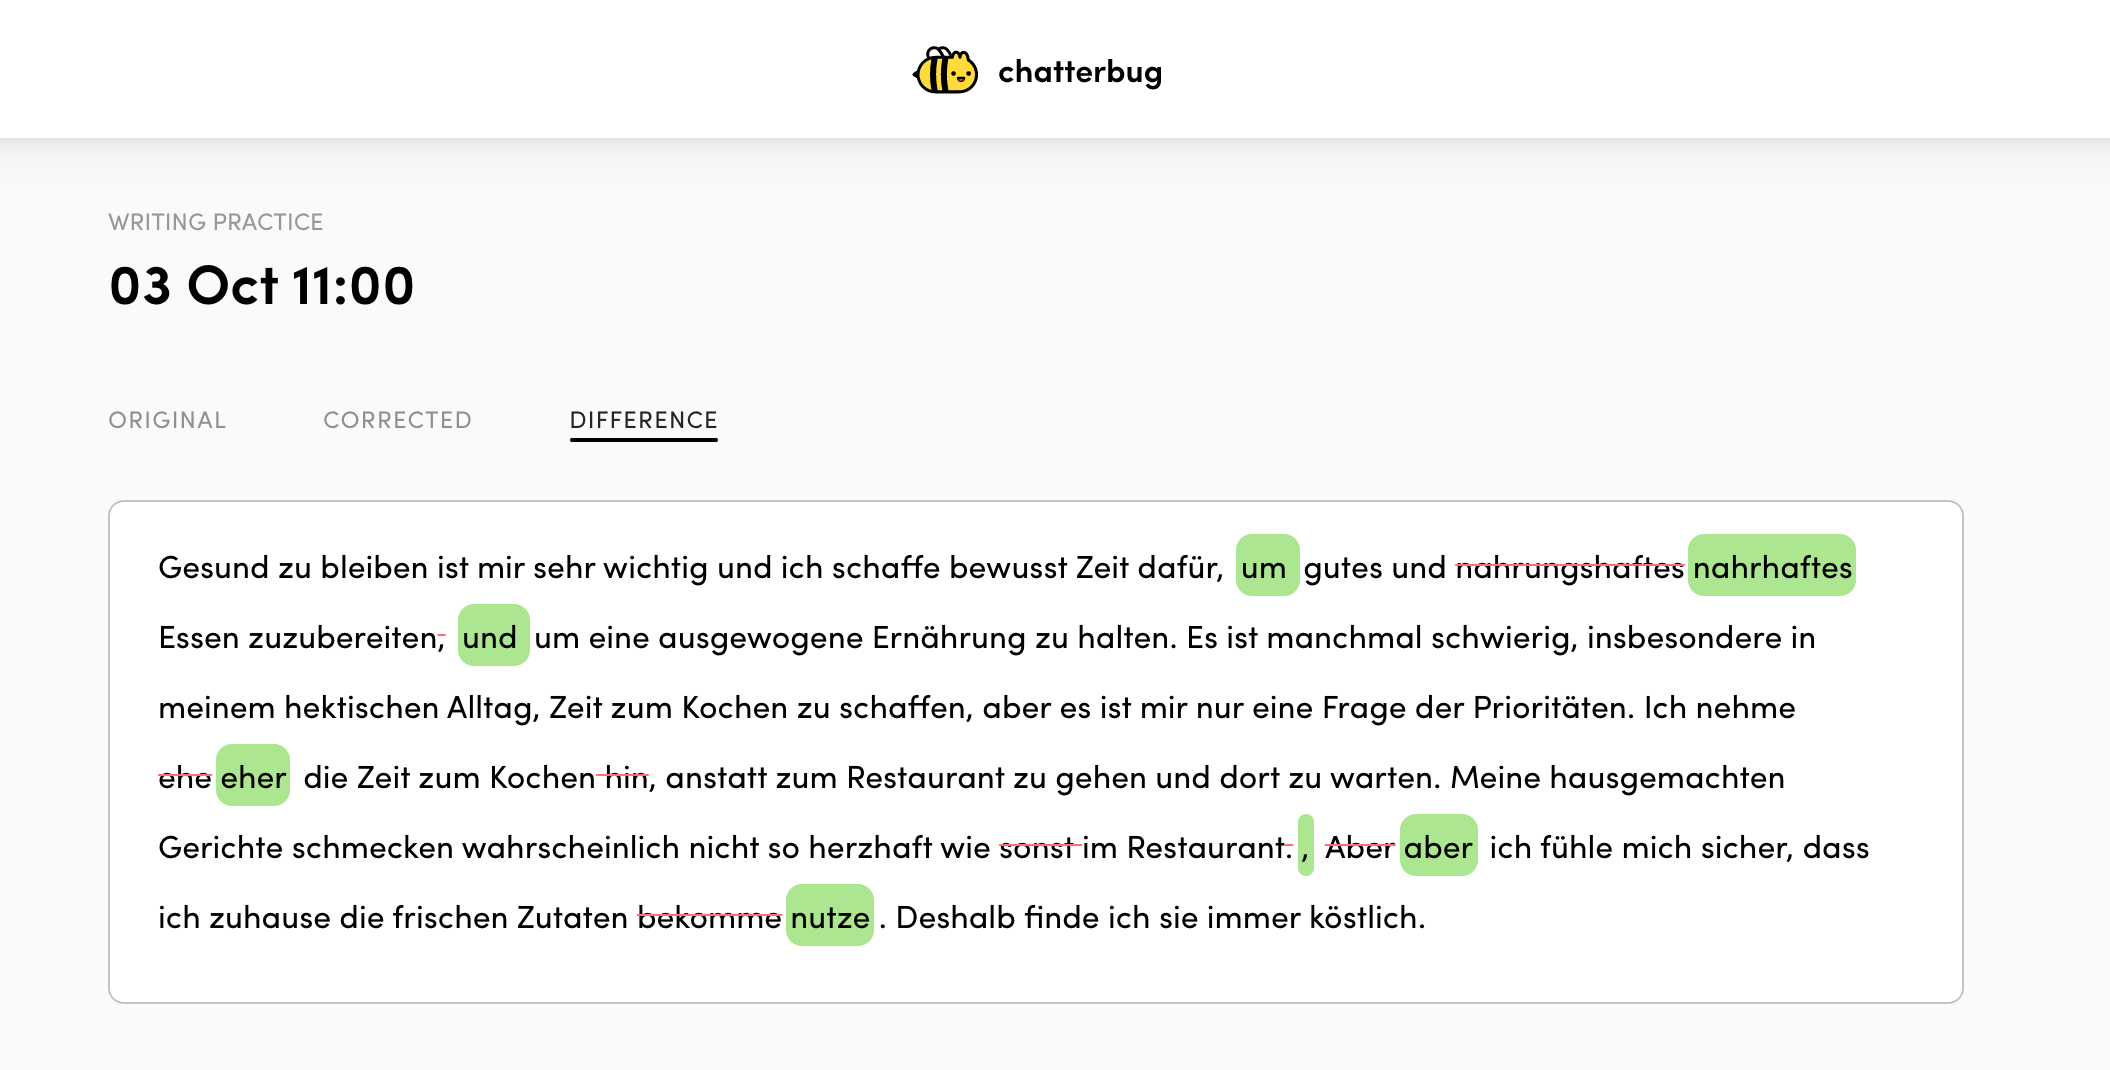 chatterbug
WRITING PRACTICE
03 Oct 11:00
ORIGINAL CORRECTED DIFFERENCE
Gesund zu bleiben ist mir sehr wichtig und ich schaffe bewusst Zeit dafür, um gutes und nahrungshaftes nahrhaftes
Essen zuzubereiten, und um eine ausgewogene Ernährung zu halten. Es ist manchmal schwierig, insbesondere in
meinem hektischen Alltag, Zeit zum Kochen zu schaffen, aber es ist mir nur eine Frage der Prioritäten. Ich nehme
ehe eher die Zeit zum Kochen hin, anstatt zum Restaurant zu gehen und dort zu warten. Meine hausgemachten
Gerichte schmecken wahrscheinlich nicht so herzhaft wie sonst im Restaurant. , Aber aber ich fühle mich sicher, dass
ich zuhause die frischen Zutaten bekomme nutze . Deshalb finde ich sie immer köstlich.